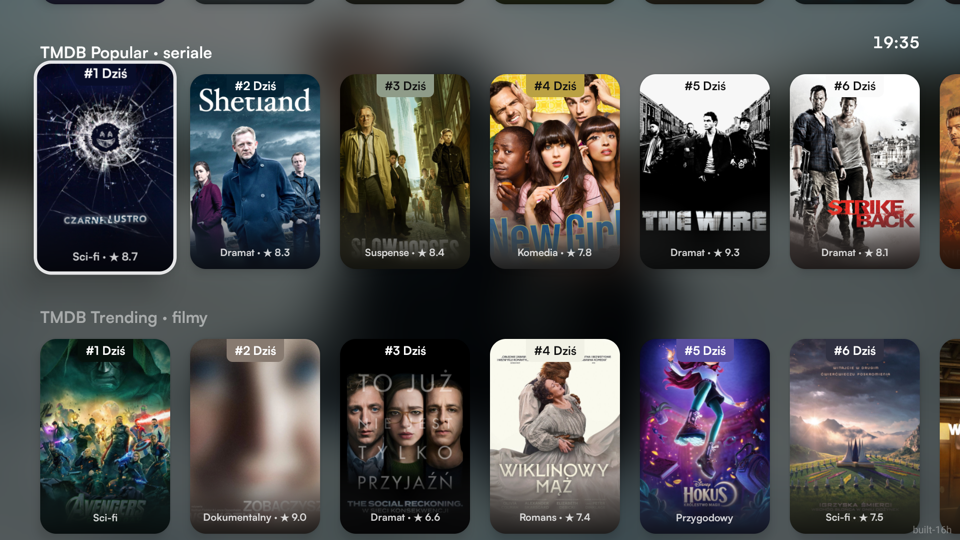 TMDB Popular · seriale
19:35
#1 Dziś
CZARNE LUSTRO
Sci-fi · ★ 8.7
#2 Dziś
Shetland
Dramat · ★ 8.3
#3 Dziś
SLOW HORSES
Suspense · ★ 8.4
#4 Dziś
New Girl
Komedia · ★ 7.8
#5 Dziś
THE WIRE
Dramat · ★ 9.3
#6 Dziś
STRIKE
BACK
Dramat · ★ 8.1
TMDB Trending · filmy
#1 Dziś
AVENGERS
Sci-fi
#2 Dziś
Dokumentalny · ★ 9.0
#3 Dziś
TO JUŻ
TYLKO
PRZYJAŹŃ
THE SOCIAL RECKONING.
Dramat · ★ 6.6
#4 Dziś
WIKLINOWY
MĄŻ
Romans · ★ 7.4
#5 Dziś
Disney
HOKUS
Przygodowy
#6 Dziś
Sci-fi · ★ 7.5
built-16h